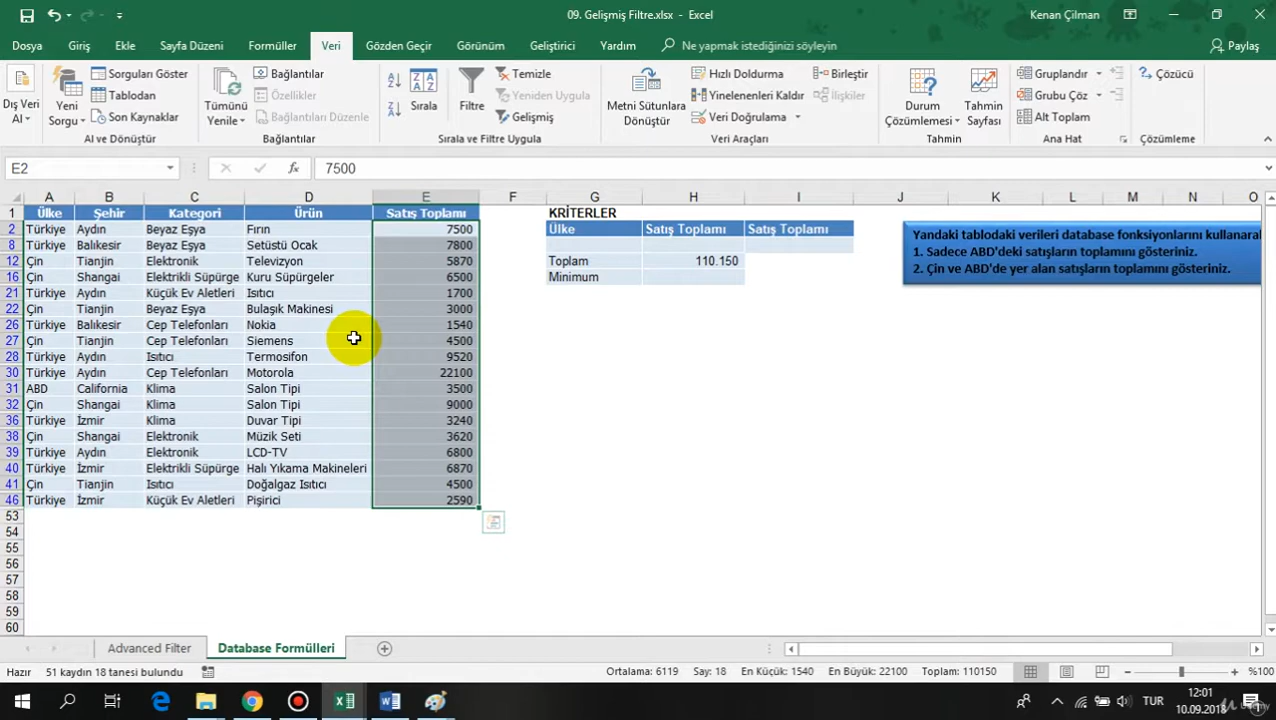 09. Gelişmiş Filtre.xlsx - Excel
Kenan Çilman
Dosya Giriş Ekle Sayfa Düzeni Formüller Veri Gözden Geçir Görünüm Geliştirici Yardım Ne yapmak istediğinizi söyleyin Paylaş
Dış Veri Al
Yeni Sorgu
Sorguları Göster
Tablodan
Son Kaynaklar
Al ve Dönüştür
Tümünü Yenile
Bağlantılar
Özellikler
Bağlantıları Düzenle
Bağlantılar
Sırala
Filtre
Temizle
Yeniden Uygula
Gelişmiş
Sırala ve Filtre Uygula
Metni Sütunlara Dönüştür
Hızlı Doldurma
Yinelenenleri Kaldır
Veri Doğrulama
Birleştir
İlişkiler
Veri Araçları
Durum Çözümlemesi
Tahmin Sayfası
Tahmin
Gruplandır
Grubu Çöz
Alt Toplam
Ana Hat
Çözücü
Çözümleme
E2 fx 7500
A B C D E F G H I J K L M N O
1 Ülke Şehir Kategori Ürün Satış Toplamı KRİTERLER
2 Türkiye Aydın Beyaz Eşya Fırın 7500 Ülke Satış Toplamı Satış Toplamı
8 Türkiye Balıkesir Beyaz Eşya Setüstü Ocak 7800
12 Çin Tianjin Elektronik Televizyon 5870 Toplam 110.150
16 Çin Shangai Elektrikli Süpürge Kuru Süpürgeler 6500 Minimum
21 Türkiye Aydın Küçük Ev Aletleri Isıtıcı 1700
22 Çin Tianjin Beyaz Eşya Bulaşık Makinesi 3000
26 Türkiye Balıkesir Cep Telefonları Nokia 1540
27 Çin Tianjin Cep Telefonları Siemens 4500
28 Türkiye Aydın Isıtıcı Termosifon 9520
30 Türkiye Aydın Cep Telefonları Motorola 22100
31 ABD California Klima Salon Tipi 3500
32 Çin Shangai Klima Salon Tipi 9000
36 Türkiye İzmir Klima Duvar Tipi 3240
38 Çin Shangai Elektronik Müzik Seti 3620
39 Türkiye Aydın Elektronik LCD-TV 6800
40 Türkiye İzmir Elektrikli Süpürge Halı Yıkama Makineleri 6870
41 Çin Tianjin Isıtıcı Doğalgaz Isıtıcı 4500
46 Türkiye İzmir Küçük Ev Aletleri Pişirici 2590
53
54
55
56
57
58
59
60
Yandaki tablodaki verileri database fonksiyonlarını kullanara
1. Sadece ABD'deki satışların toplamını gösteriniz.
2. Çin ve ABD'de yer alan satışların toplamını gösteriniz.
Advanced Filter Database Formülleri
Hazır 51 kaydın 18 tanesi bulundu Ortalama: 6119 Say: 18 En Küçük: 1540 En Büyük: 22100 Toplam: 110150 %100
TUR
12:01
10.09.2018